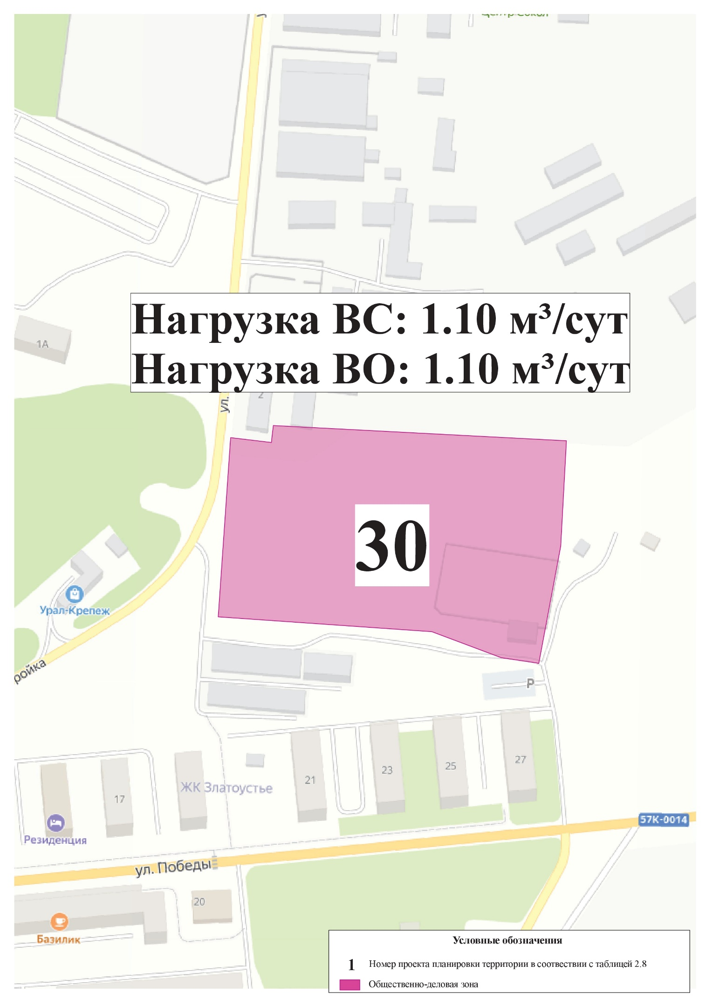 Нагрузка ВС: 1.10 м³/сут
Нагрузка ВО: 1.10 м³/сут
1А
2
ул.
30
Урал-Крепеж
ройка
P
27
25
23
21
17
ЖК Златоустье
57К-0014
Резиденция
ул. Победы
20
Базилик
Условные обозначения
1 Номер проекта планировки территории в соотвествии с таблицей 2.8
Общественно-деловая зона